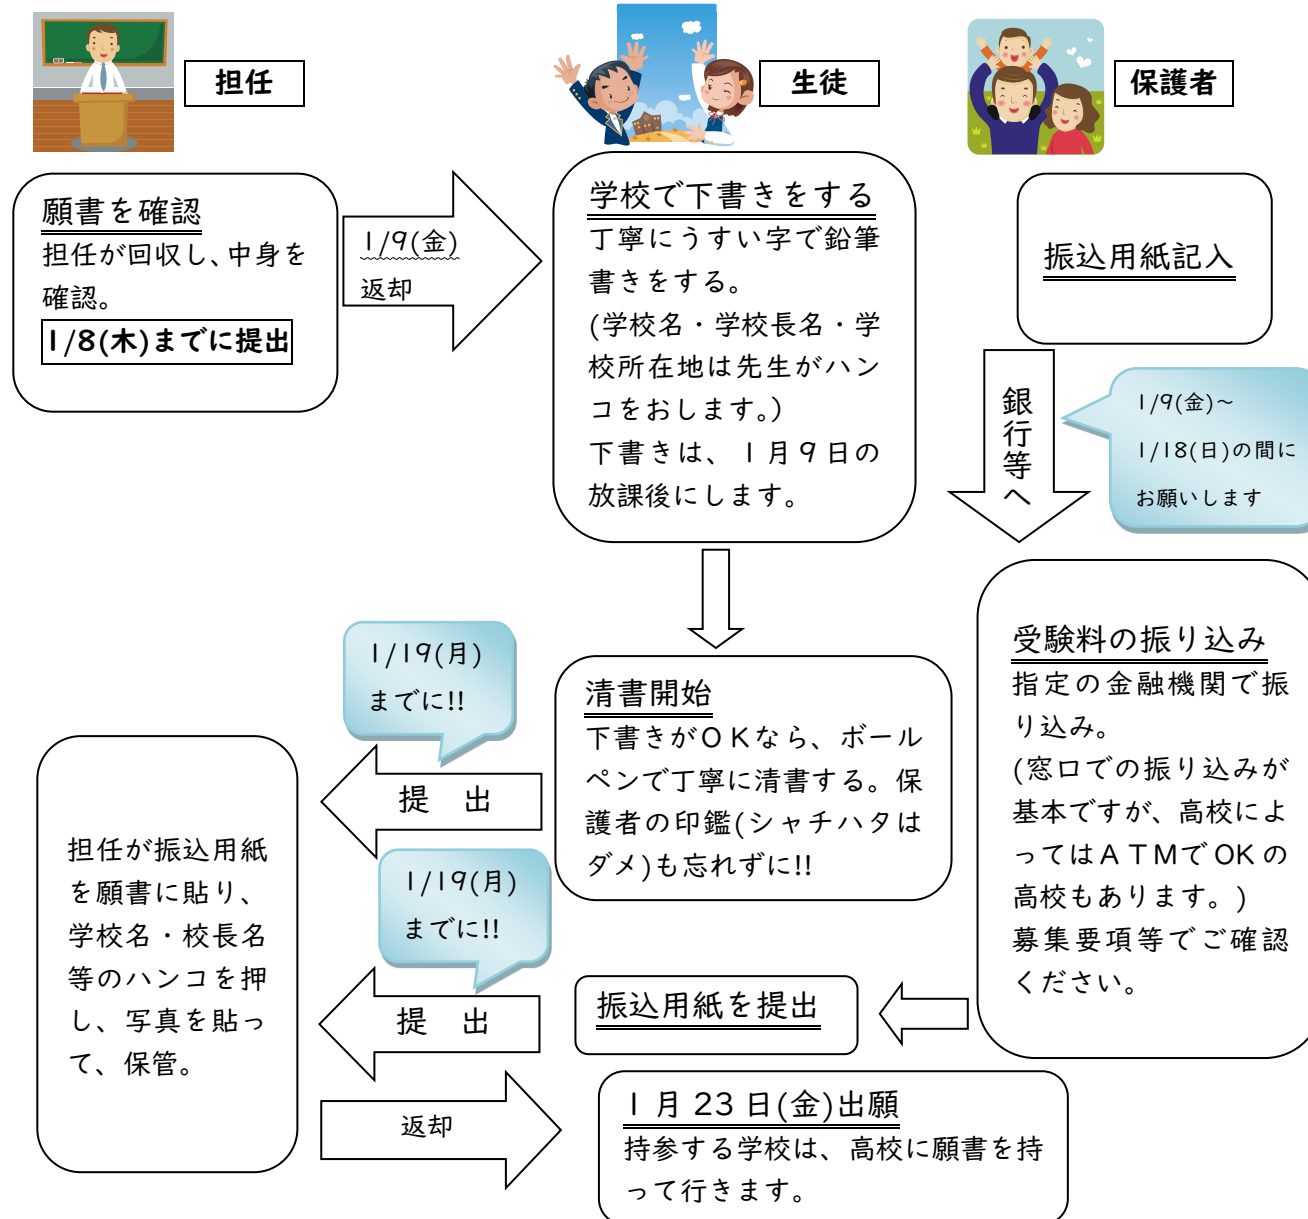 担任
生徒
保護者
願書を確認
担任が回収し、中身を
確認。
1/8(木)までに提出
1/9(金)
返却
学校で下書きをする
丁寧にうすい字で鉛筆
書きをする。
(学校名・学校長名・学
校所在地は先生がハン
コをおします。)
下書きは、1月9日の
放課後にします。
振込用紙記入
銀行等へ
1/9(金)~
1/18(日)の間に
お願いします
受験料の振り込み
指定の金融機関で振
り込み。
(窓口での振り込みが
基本ですが、高校によ
ってはATMでOKの
高校もあります。)
募集要項等でご確認
ください。
清書開始
下書きがOKなら、ボール
ペンで丁寧に清書する。保
護者の印鑑(シャチハタは
ダメ)も忘れずに!!
1/19(月)
までに!!
提 出
振込用紙を提出
1/19(月)
までに!!
提 出
担任が振込用紙
を願書に貼り、
学校名・校長名
等のハンコを押
し、写真を貼っ
て、保管。
返却
1月23日(金)出願
持参する学校は、高校に願書を持
って行きます。